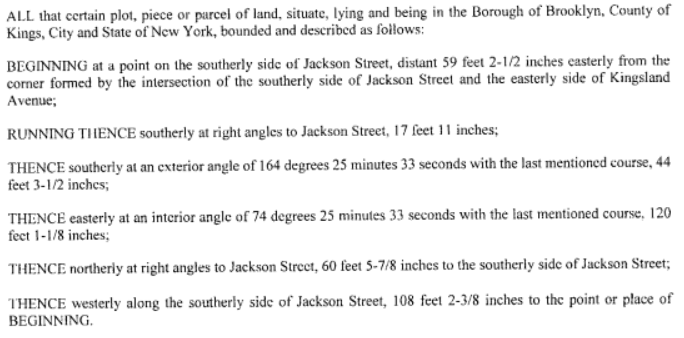 ALL that certain plot, piece or parcel of land, situate, lying and being in the Borough of Brooklyn, County of
Kings, City and State of New York, bounded and described as follows:
BEGINNING at a point on the southerly side of Jackson Street, distant 59 feet 2-1/2 inches easterly from the
corner formed by the intersection of the southerly side of Jackson Street and the easterly side of Kingsland
Avenue;
RUNNING THENCE southerly at right angles to Jackson Street, 17 feet 11 inches;
THENCE southerly at an exterior angle of 164 degrees 25 minutes 33 seconds with the last mentioned course, 44
feet 3-1/2 inches;
THENCE easterly at an interior angle of 74 degrees 25 minutes 33 seconds with the last mentioned course, 120
feet 1-1/8 inches;
THENCE northerly at right angles to Jackson Street, 60 feet 5-7/8 inches to the southerly side of Jackson Street;
THENCE westerly along the southerly side of Jackson Street, 108 feet 2-3/8 inches to the point or place of
BEGINNING.